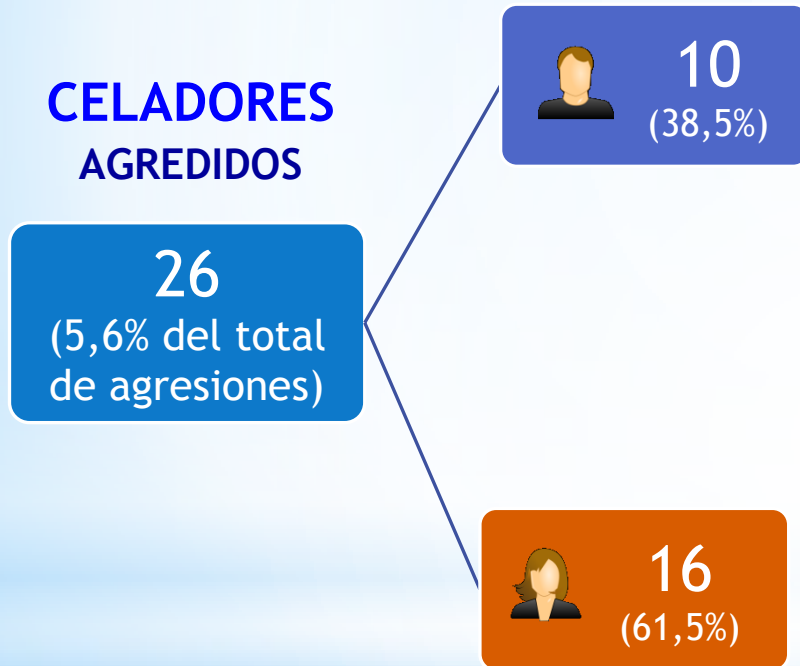 CELADORES
AGREDIDOS
26
(5,6% del total
de agresiones)
10
(38,5%)
16
(61,5%)